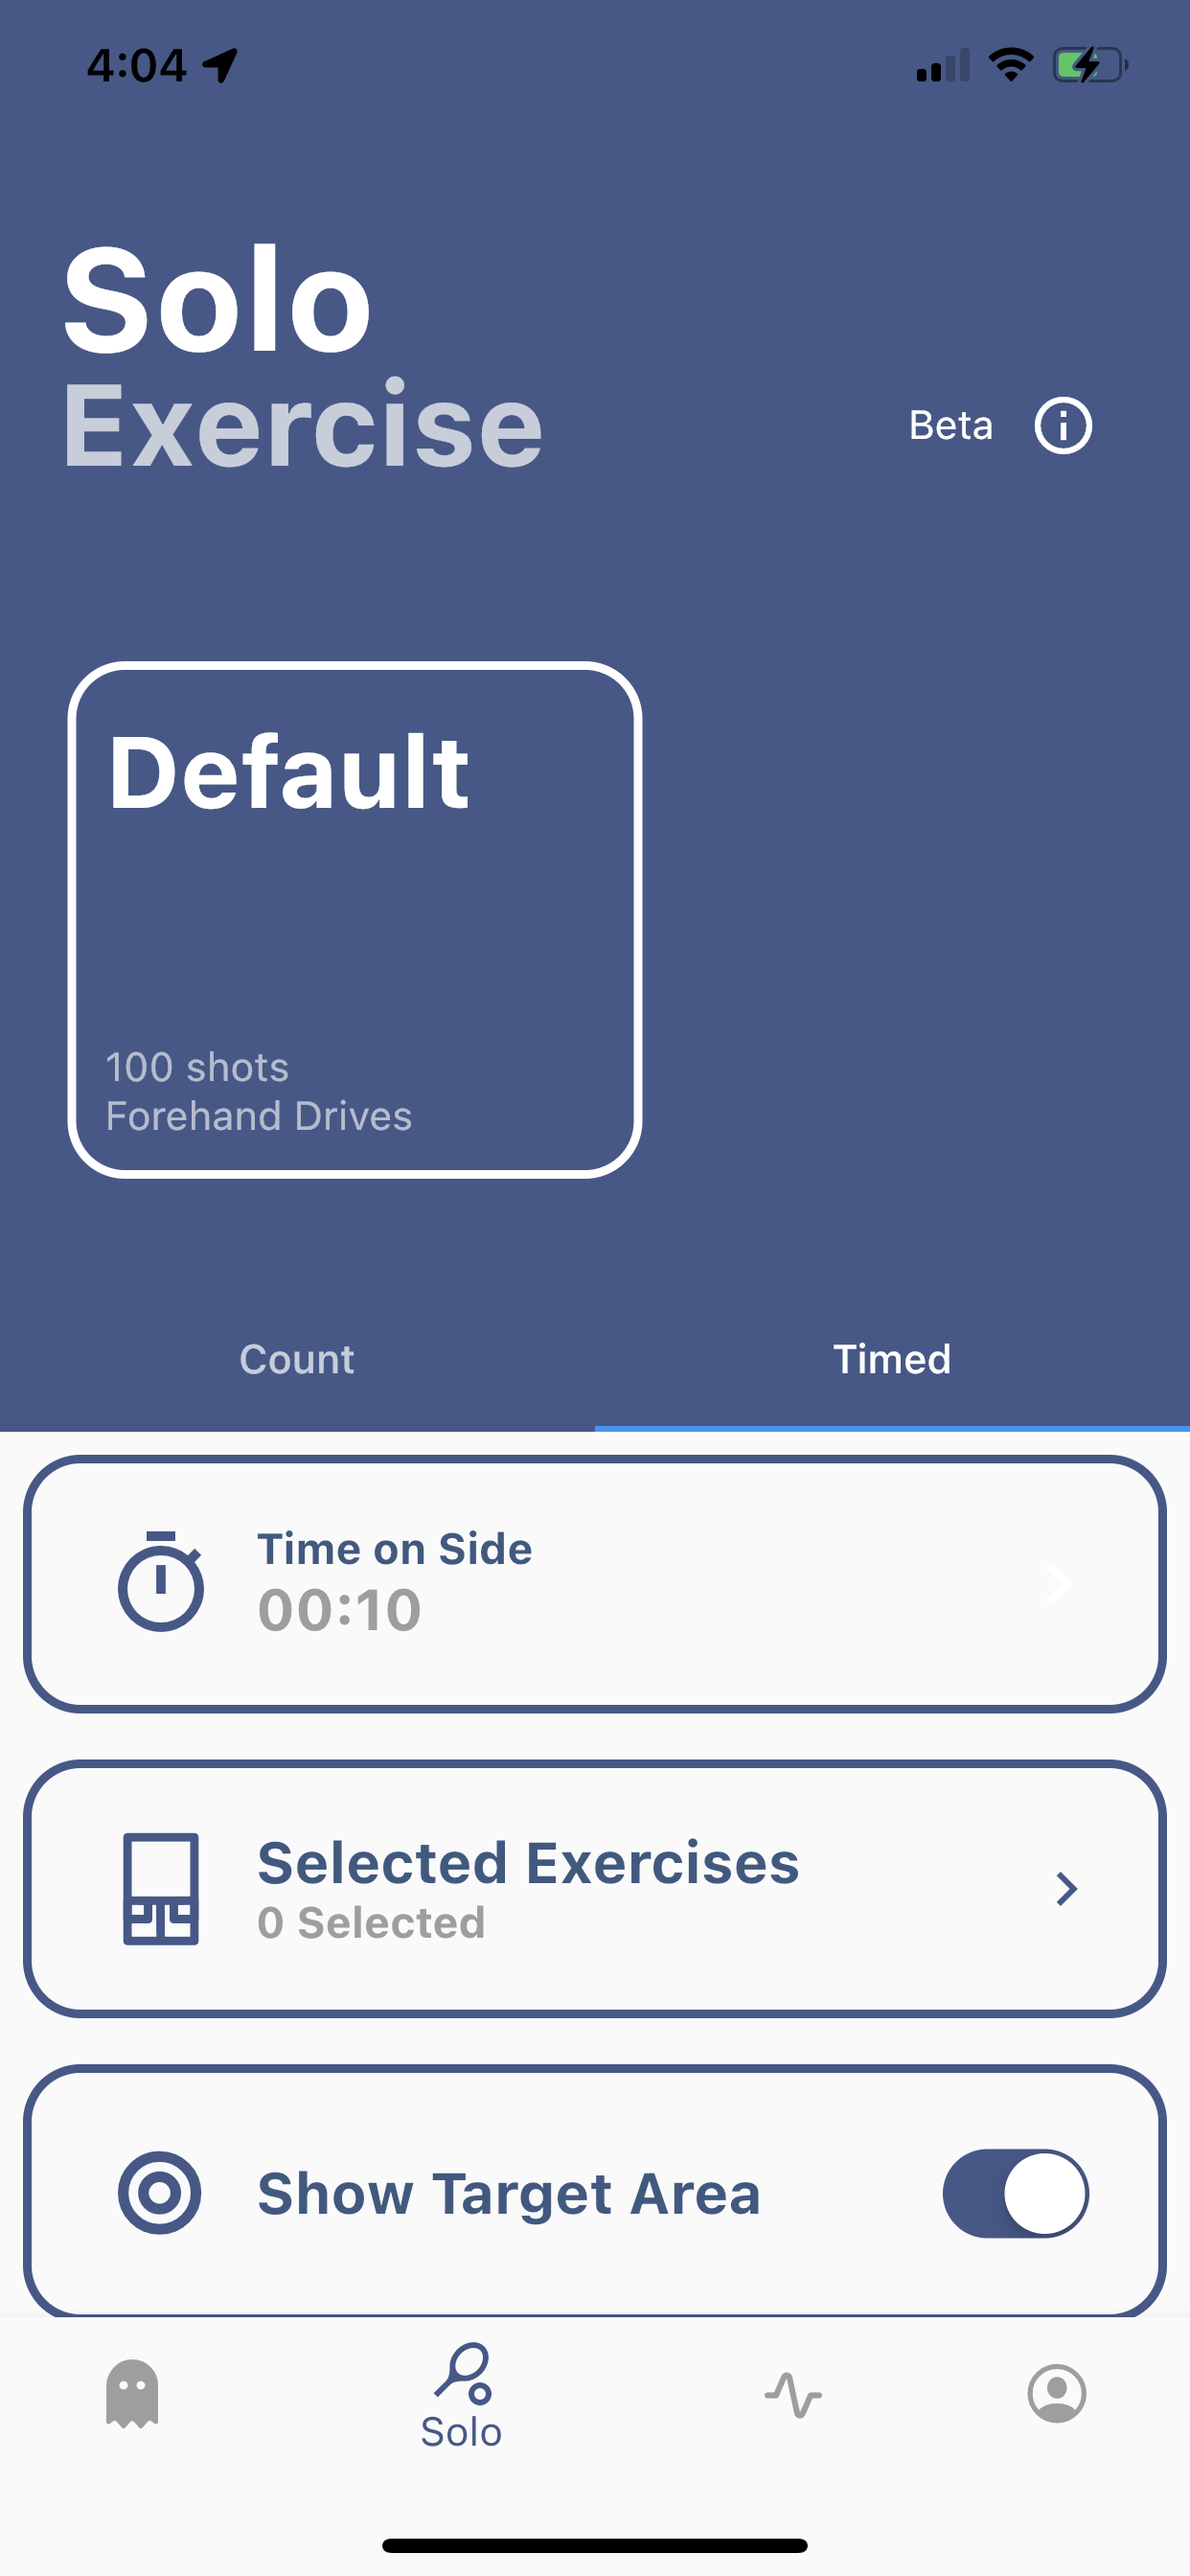 4:04
Solo
Exercise
Beta
Default
100 shots
Forehand Drives
Count
Timed
Time on Side
00:10
Selected Exercises
0 Selected
Show Target Area
Solo